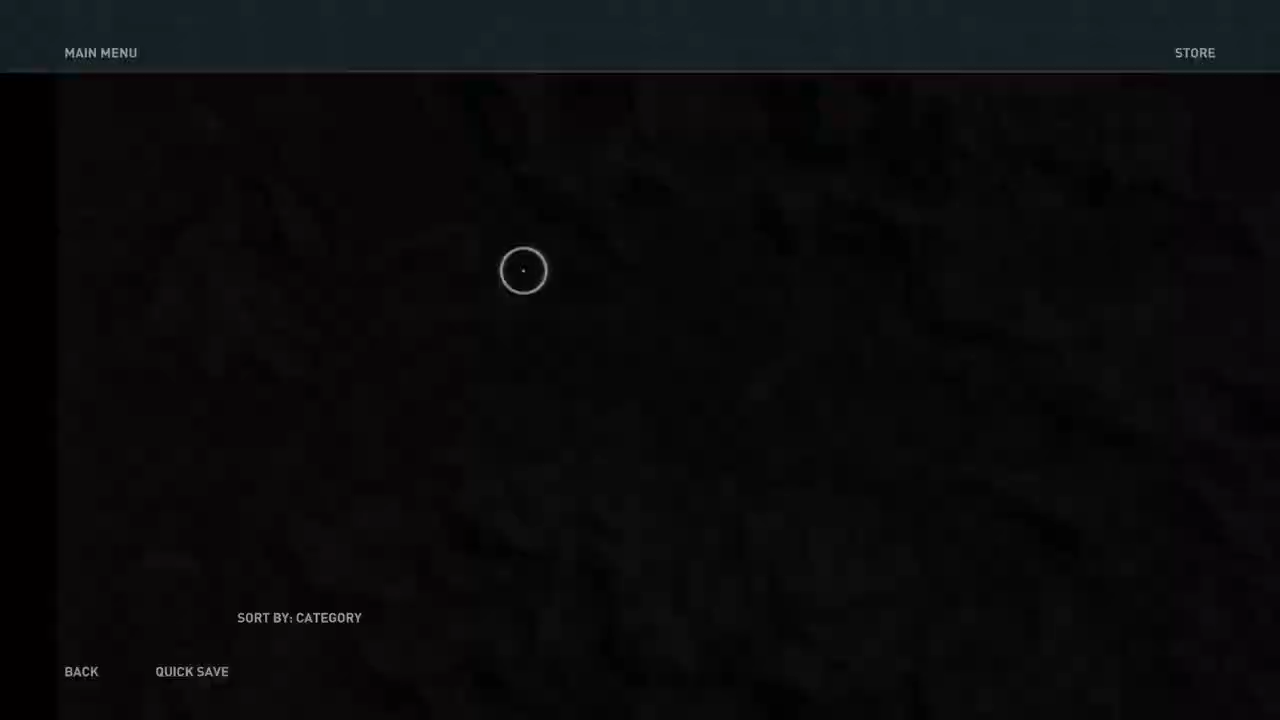 MAIN MENU
STORE
SORT BY: CATEGORY
BACK
QUICK SAVE